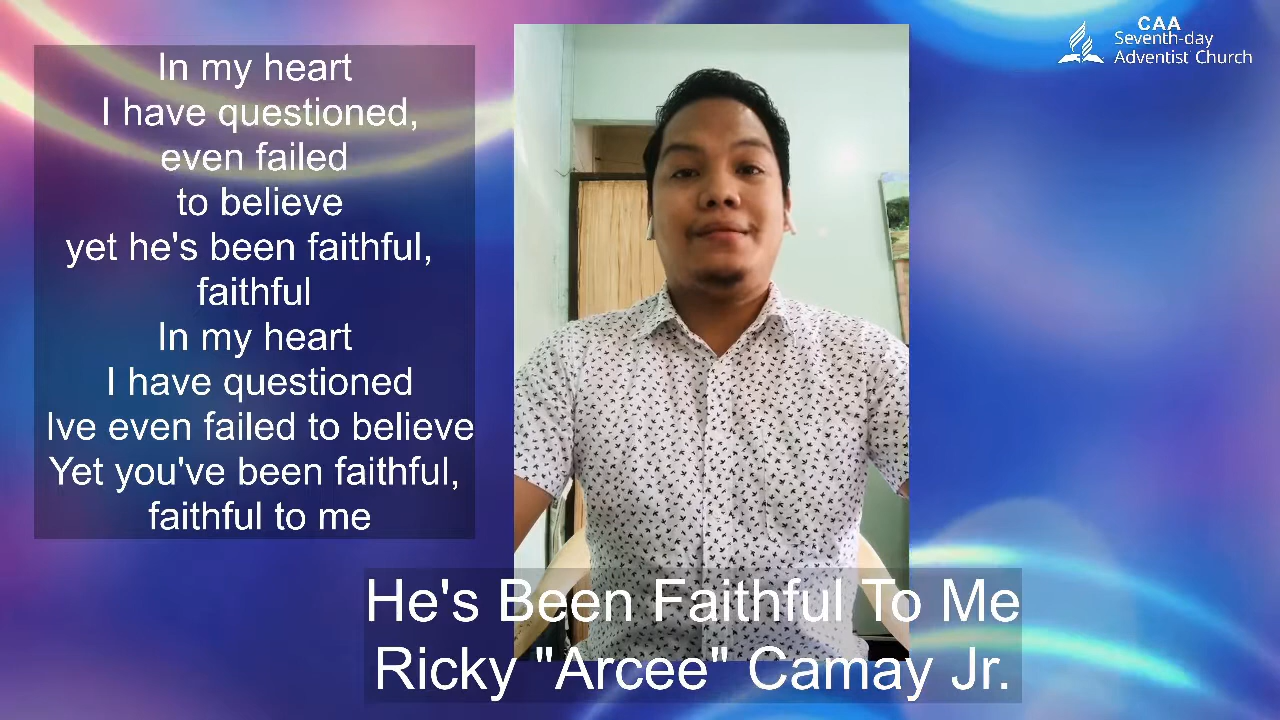 In my heart
I have questioned,
even failed
to believe
yet he's been faithful,
faithful
In my heart
I have questioned
Ive even failed to believe
Yet you've been faithful,
faithful to me
CAA
Seventh-day
Adventist Church
He's Been Faithful To Me
Ricky "Arcee" Camay Jr.